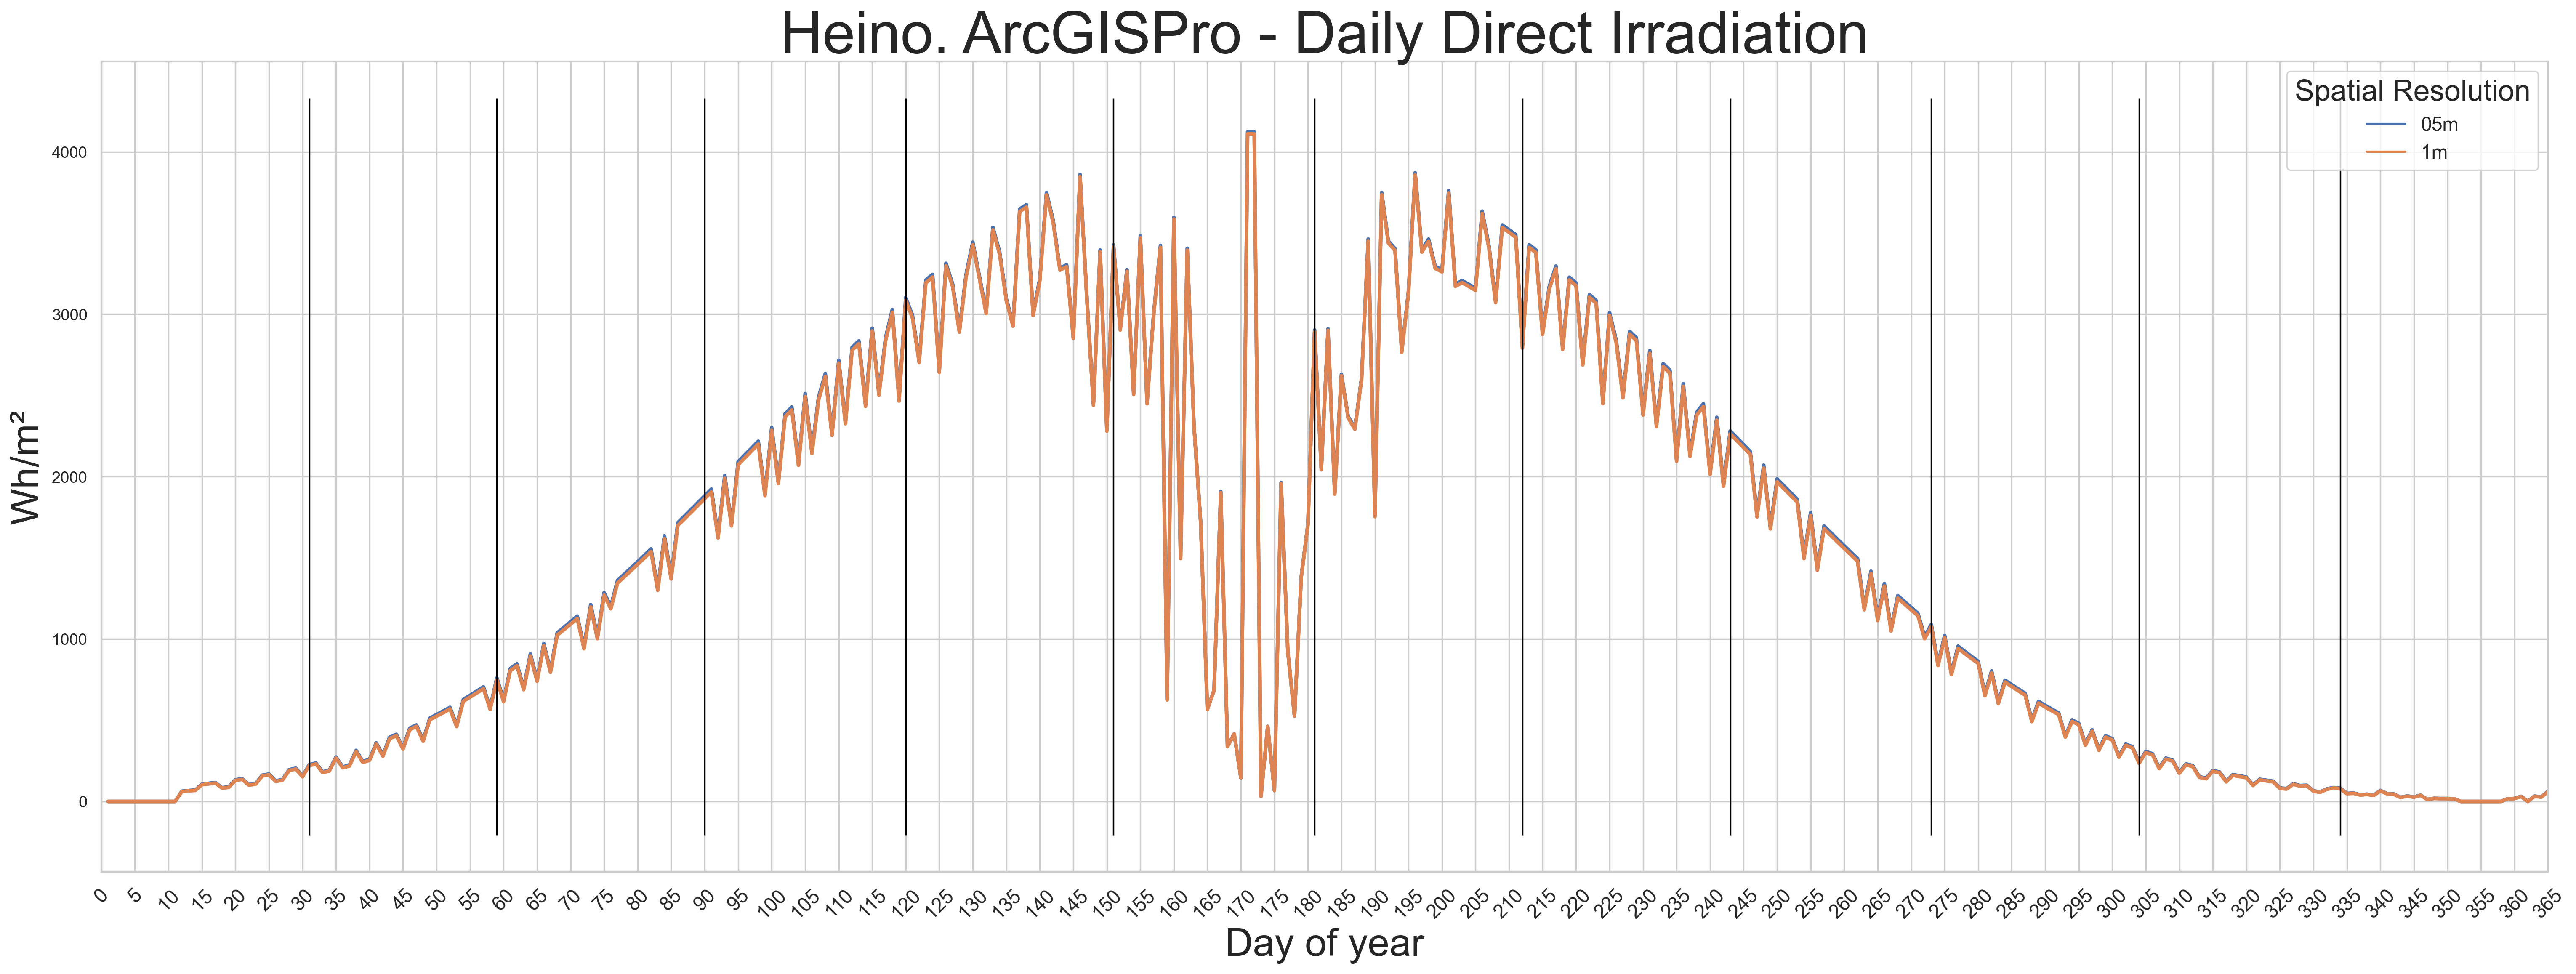 Heino. ArcGISPro - Daily Direct Irradiation
Spatial Resolution
05m
1m
Wh/m²
4000
3000
2000
1000
0
0 5 10 15 20 25 30 35 40 45 50 55 60 65 70 75 80 85 90 95 100 105 110 115 120 125 130 135 140 145 150 155 160 165 170 175 180 185 190 195 200 205 210 215 220 225 230 235 240 245 250 255 260 265 270 275 280 285 290 295 300 305 310 315 320 325 330 335 340 345 350 355 360 365
Day of year